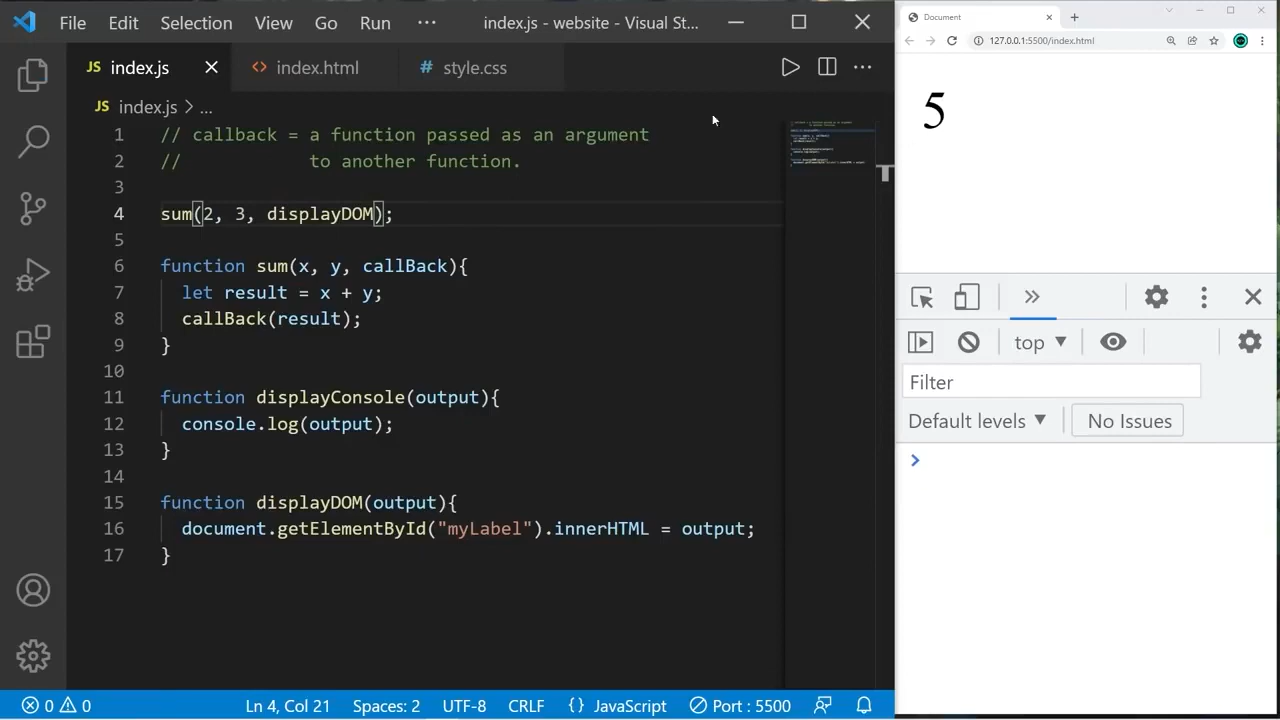 File Edit Selection View Go Run ··· index.js - website - Visual St...
JS index.js <> index.html # style.css
JS index.js > ...
1 // callback = a function passed as an argument
2 //            to another function.
3
4 sum(2, 3, displayDOM);
5
6 function sum(x, y, callBack){
7   let result = x + y;
8   callBack(result);
9 }
10
11 function displayConsole(output){
12   console.log(output);
13 }
14
15 function displayDOM(output){
16   document.getElementById("myLabel").innerHTML = output;
17 }
0 0 Ln 4, Col 21 Spaces: 2 UTF-8 CRLF {} JavaScript Port : 5500
Document
127.0.0.1:5500/index.html
5
top
Filter
Default levels No Issues